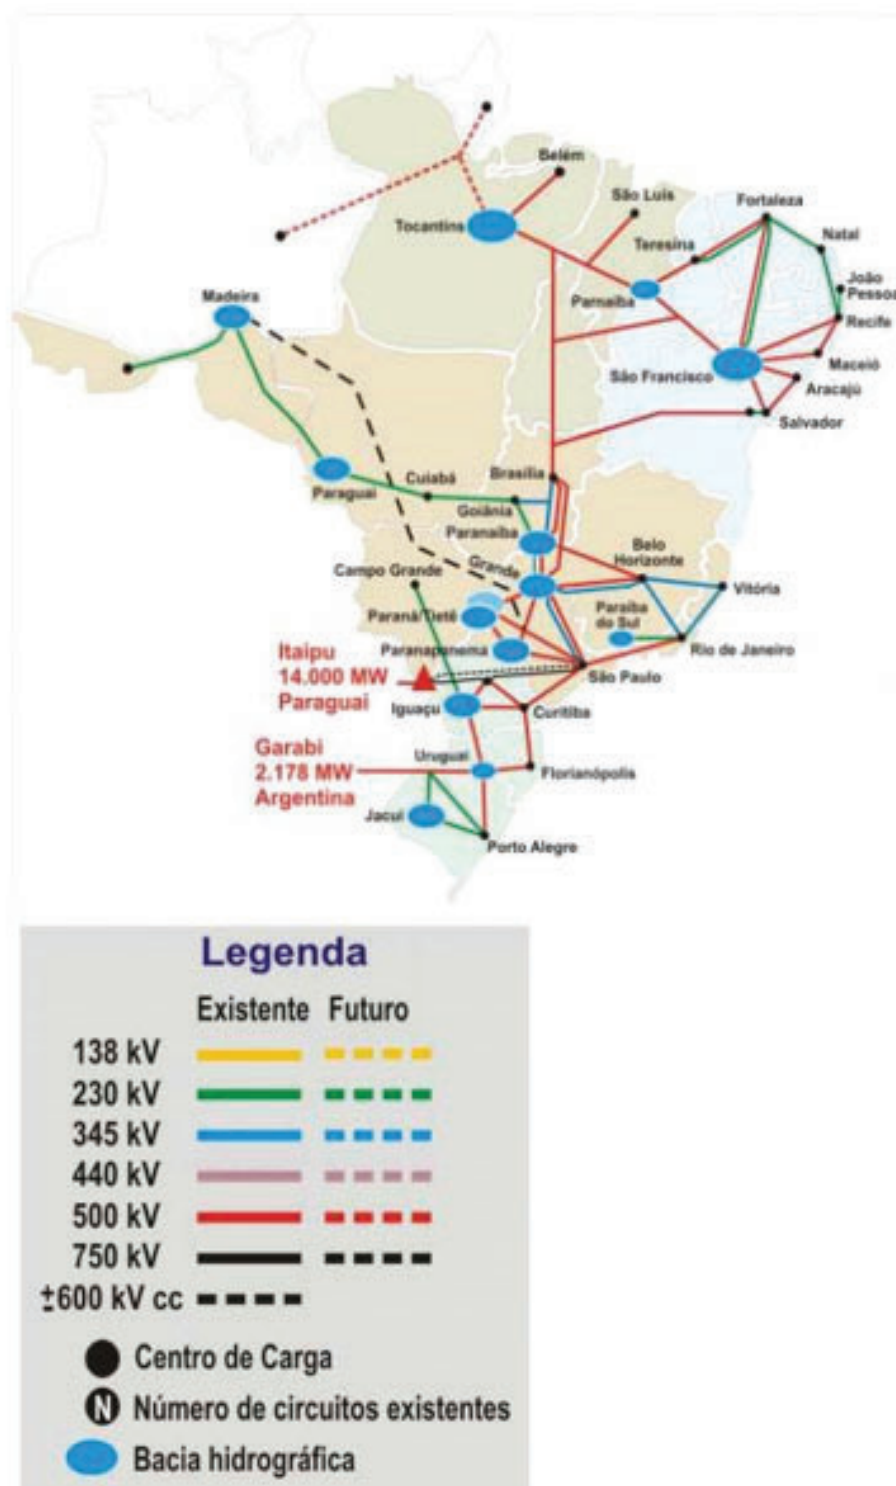 Belém
São Luís
Fortaleza
Tocantins
Teresina
Natal
Madeira
Parnaíba
João
Pessoa
Recife
São Francisco
Maceió
Aracajú
Salvador
Brasília
Paraguai
Cuiabá
Goiânia
Paranaíba
Belo
Horizonte
Grande
Campo Grande
Vitória
Paraná/Tietê
Paraíba
do Sul
Paranapanema
Rio de Janeiro
Itaipu
14.000 MW
Paraguai
São Paulo
Iguaçu
Curitiba
Garabi
2.178 MW
Argentina
Uruguai
Florianópolis
Jacuí
Porto Alegre
Legenda
Existente Futuro
138 kV
230 kV
345 kV
440 kV
500 kV
750 kV
±600 kV cc
Centro de Carga
N Número de circuitos existentes
Bacia hidrográfica